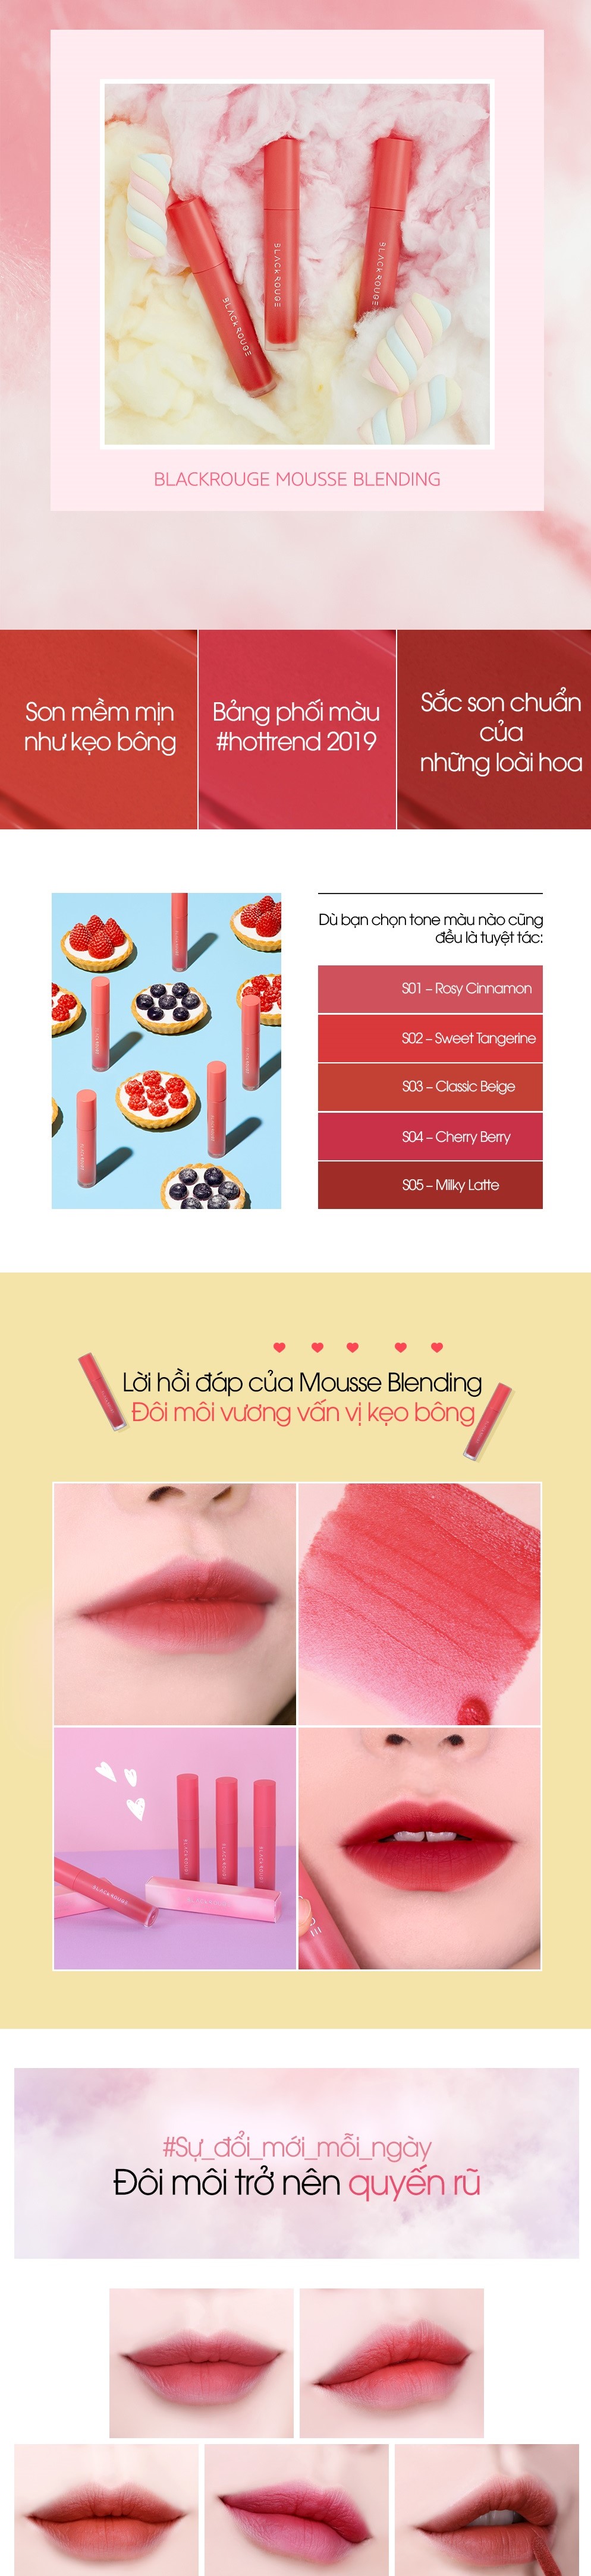 BLACKROUGE
BLACKROUGE
BLACKROUGE
BLACKROUGE MOUSSE BLENDING
Son mềm mịn
như kẹo bông
Bảng phối màu
#hottrend 2019
Sắc son chuẩn
của
những loài hoa
Dù bạn chọn tone màu nào cũng
đều là tuyệt tác:
S01 – Rosy Cinnamon
S02 – Sweet Tangerine
S03 – Classic Beige
S04 – Cherry Berry
S05 – Milky Latte
Lời hồi đáp của Mousse Blending
Đôi môi vương vấn vị kẹo bông
BLACKROUGE
#Sự_đổi_mới_mỗi_ngày
Đôi môi trở nên quyến rũ